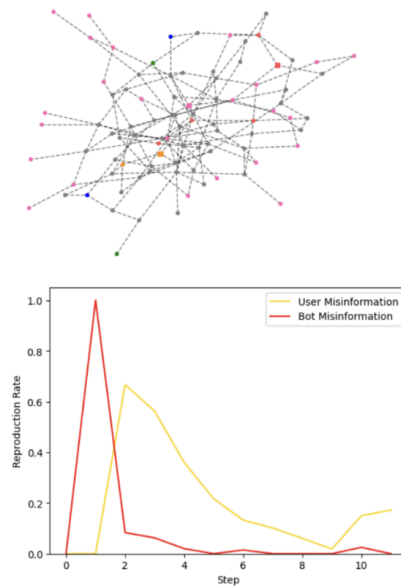 1.0
0.8
0.6
0.4
0.2
0.0
Reproduction Rate
User Misinformation
Bot Misinformation
0 2 4 6 8 10
Step